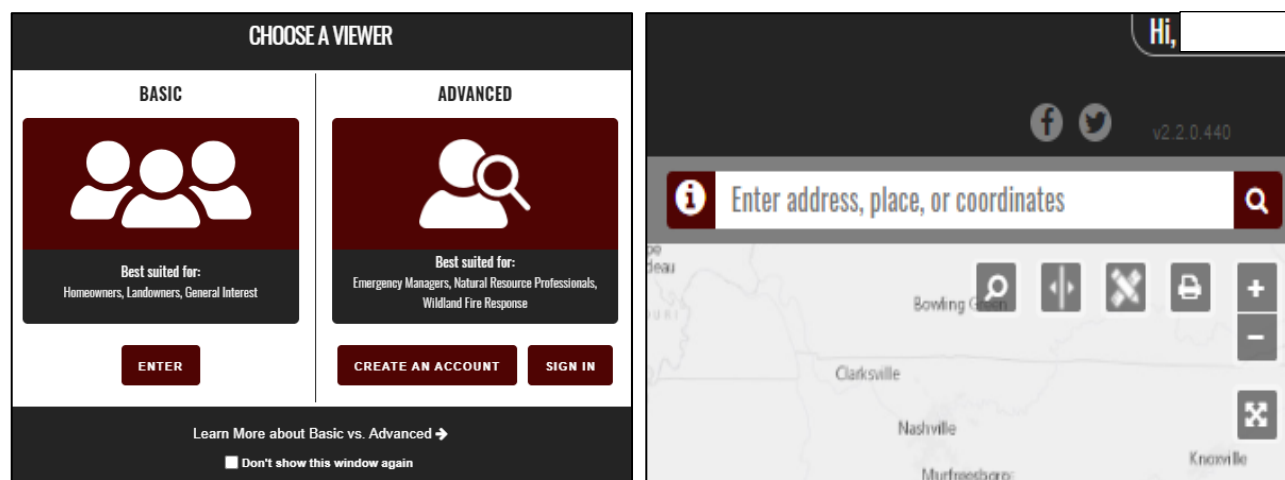 CHOOSE A VIEWER
BASIC
ADVANCED
Best suited for:
Homeowners, Landowners, General Interest
Best suited for:
Emergency Managers, Natural Resource Professionals,
Wildland Fire Response
ENTER
CREATE AN ACCOUNT
SIGN IN
Learn More about Basic vs. Advanced
Don't show this window again
Hi,
v2.2.0.440
Enter address, place, or coordinates
deau
Bowling Green
Clarksville
Nashville
Knoxville
Murfreesboro